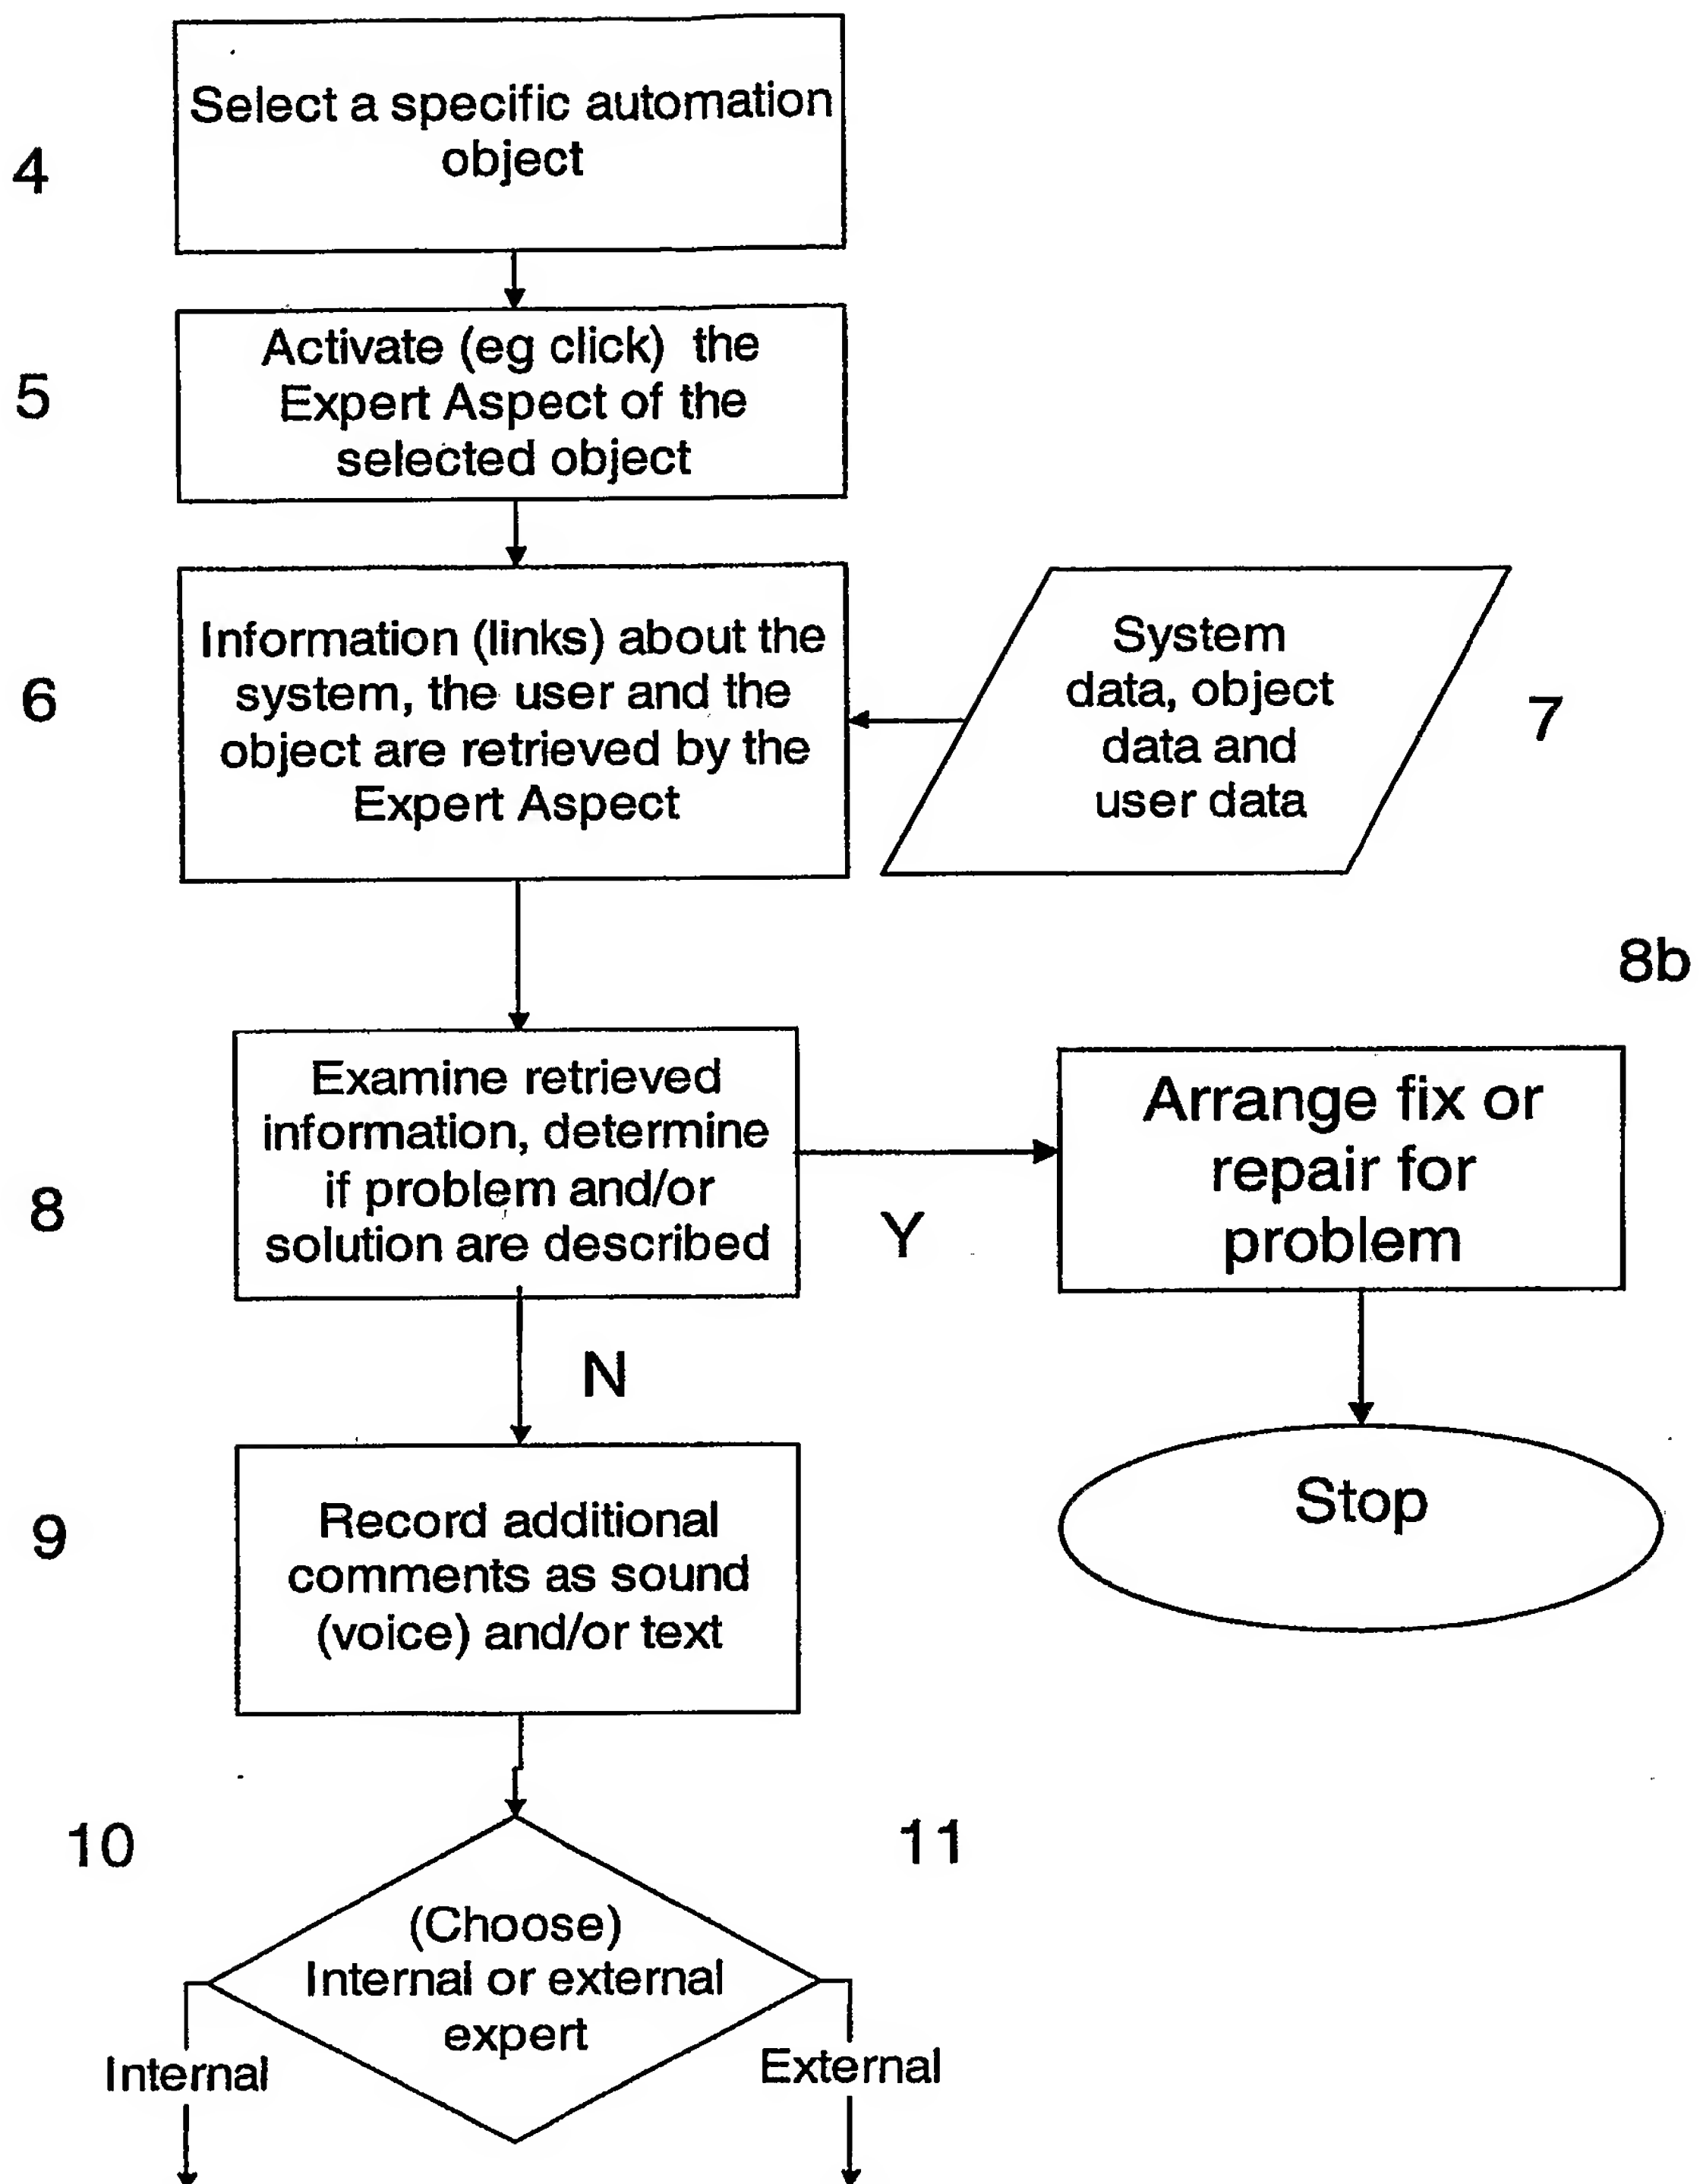 4
Select a specific automation
object
5
Activate (eg click) the
Expert Aspect of the
selected object
6
Information (links) about the
system, the user and the
object are retrieved by the
Expert Aspect
System
data, object
data and
user data
7
8b
8
Examine retrieved
information, determine
if problem and/or
solution are described
Y
Arrange fix or
repair for
problem
N
Stop
9
Record additional
comments as sound
(voice) and/or text
10
11
(Choose)
Internal or external
expert
Internal
External